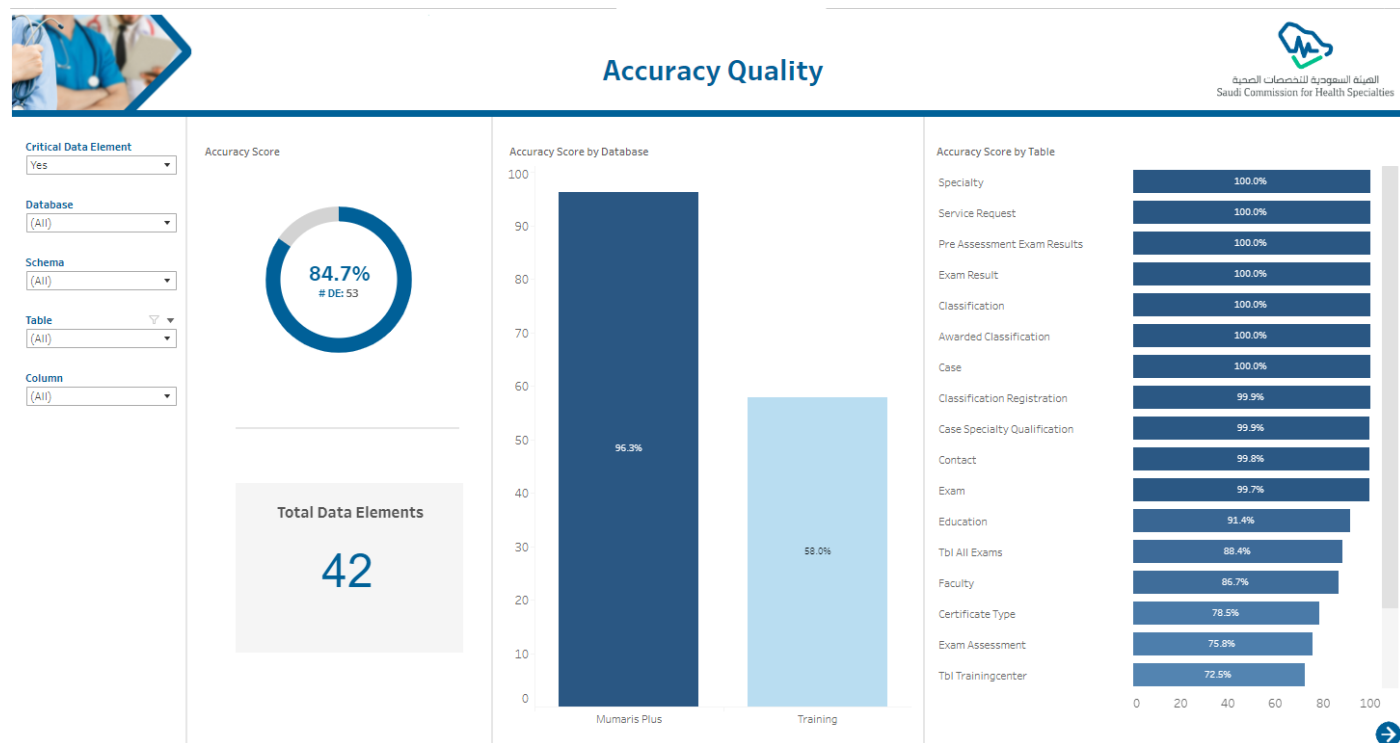 Accuracy Quality
الهيئة السعودية للتخصصات الصحية
Saudi Commission for Health Specialties
Critical Data Element
Yes
Database
(All)
Schema
(All)
Table
(All)
Column
(All)
Accuracy Score
84.7%
# DE: 53
Total Data Elements
42
Accuracy Score by Database
100
90
80
70
60
50
40
30
20
10
0
96.3%
58.0%
Mumaris Plus
Training
Accuracy Score by Table
Specialty 100.0%
Service Request 100.0%
Pre Assessment Exam Results 100.0%
Exam Result 100.0%
Classification 100.0%
Awarded Classification 100.0%
Case 100.0%
Classification Registration 99.9%
Case Specialty Qualification 99.9%
Contact 99.8%
Exam 99.7%
Education 91.4%
Tbl All Exams 88.4%
Faculty 86.7%
Certificate Type 78.5%
Exam Assessment 75.8%
Tbl Trainingcenter 72.5%
0 20 40 60 80 100